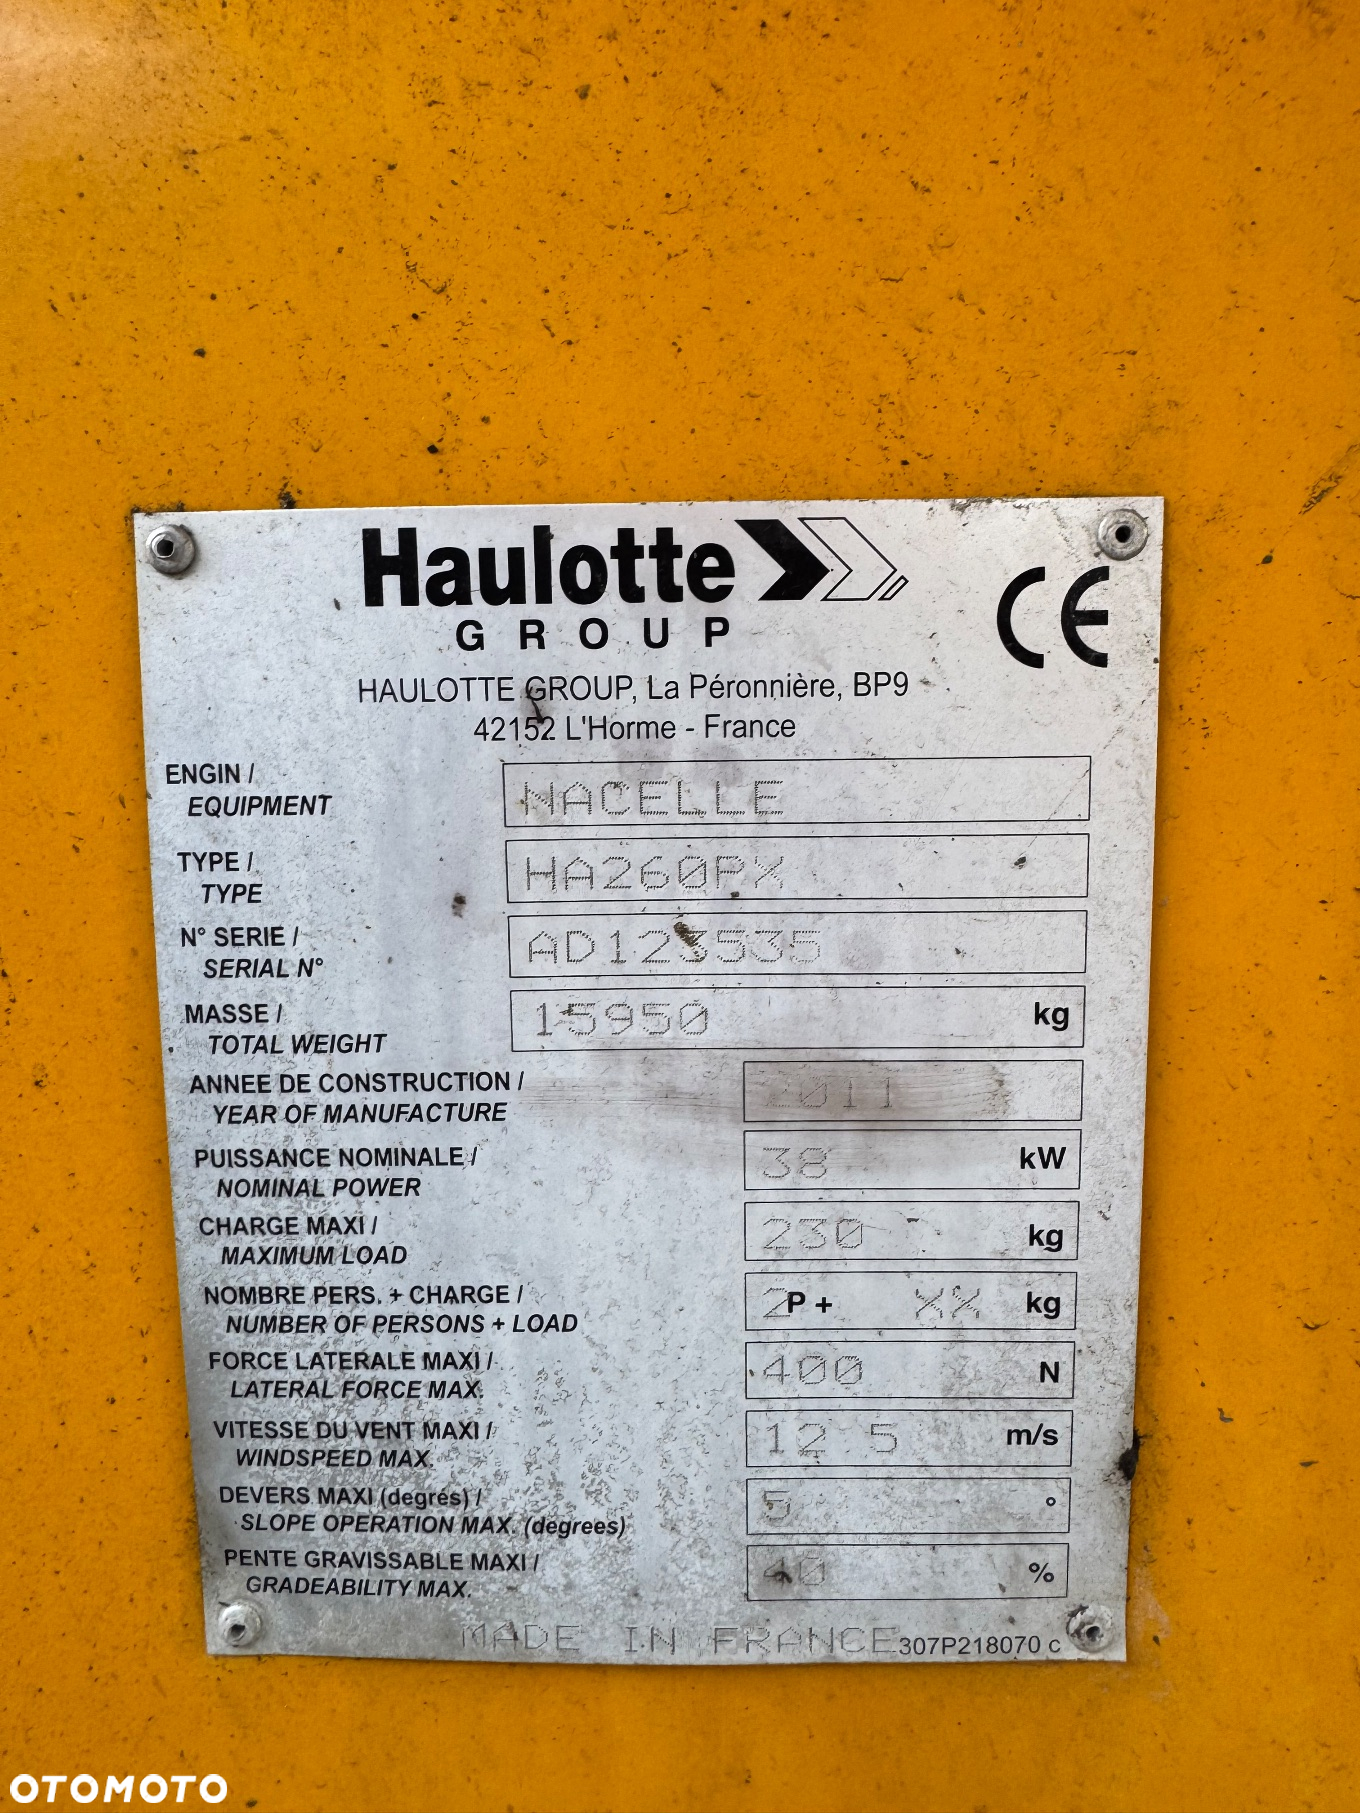 Haulotte
GROUP
CE
HAULOTTE GROUP, La Péronnière, BP9
42152 L'Horme - France
ENGIN /
EQUIPMENT
NACELLE
TYPE /
TYPE
HA260PX
N° SERIE /
SERIAL N°
AD123535
MASSE /
TOTAL WEIGHT
15950 kg
ANNEE DE CONSTRUCTION /
YEAR OF MANUFACTURE
2011
PUISSANCE NOMINALE /
NOMINAL POWER
38 kW
CHARGE MAXI /
MAXIMUM LOAD
230 kg
NOMBRE PERS. + CHARGE /
NUMBER OF PERSONS + LOAD
2 P + XX kg
FORCE LATERALE MAXI /
LATERAL FORCE MAX.
400 N
VITESSE DU VENT MAXI /
WINDSPEED MAX.
12.5 m/s
DEVERS MAXI (degrés) /
SLOPE OPERATION MAX. (degrees)
5 °
PENTE GRAVISSABLE MAXI /
GRADEABILITY MAX.
40 %
MADE IN FRANCE 307P218070 c
OTOMOTO